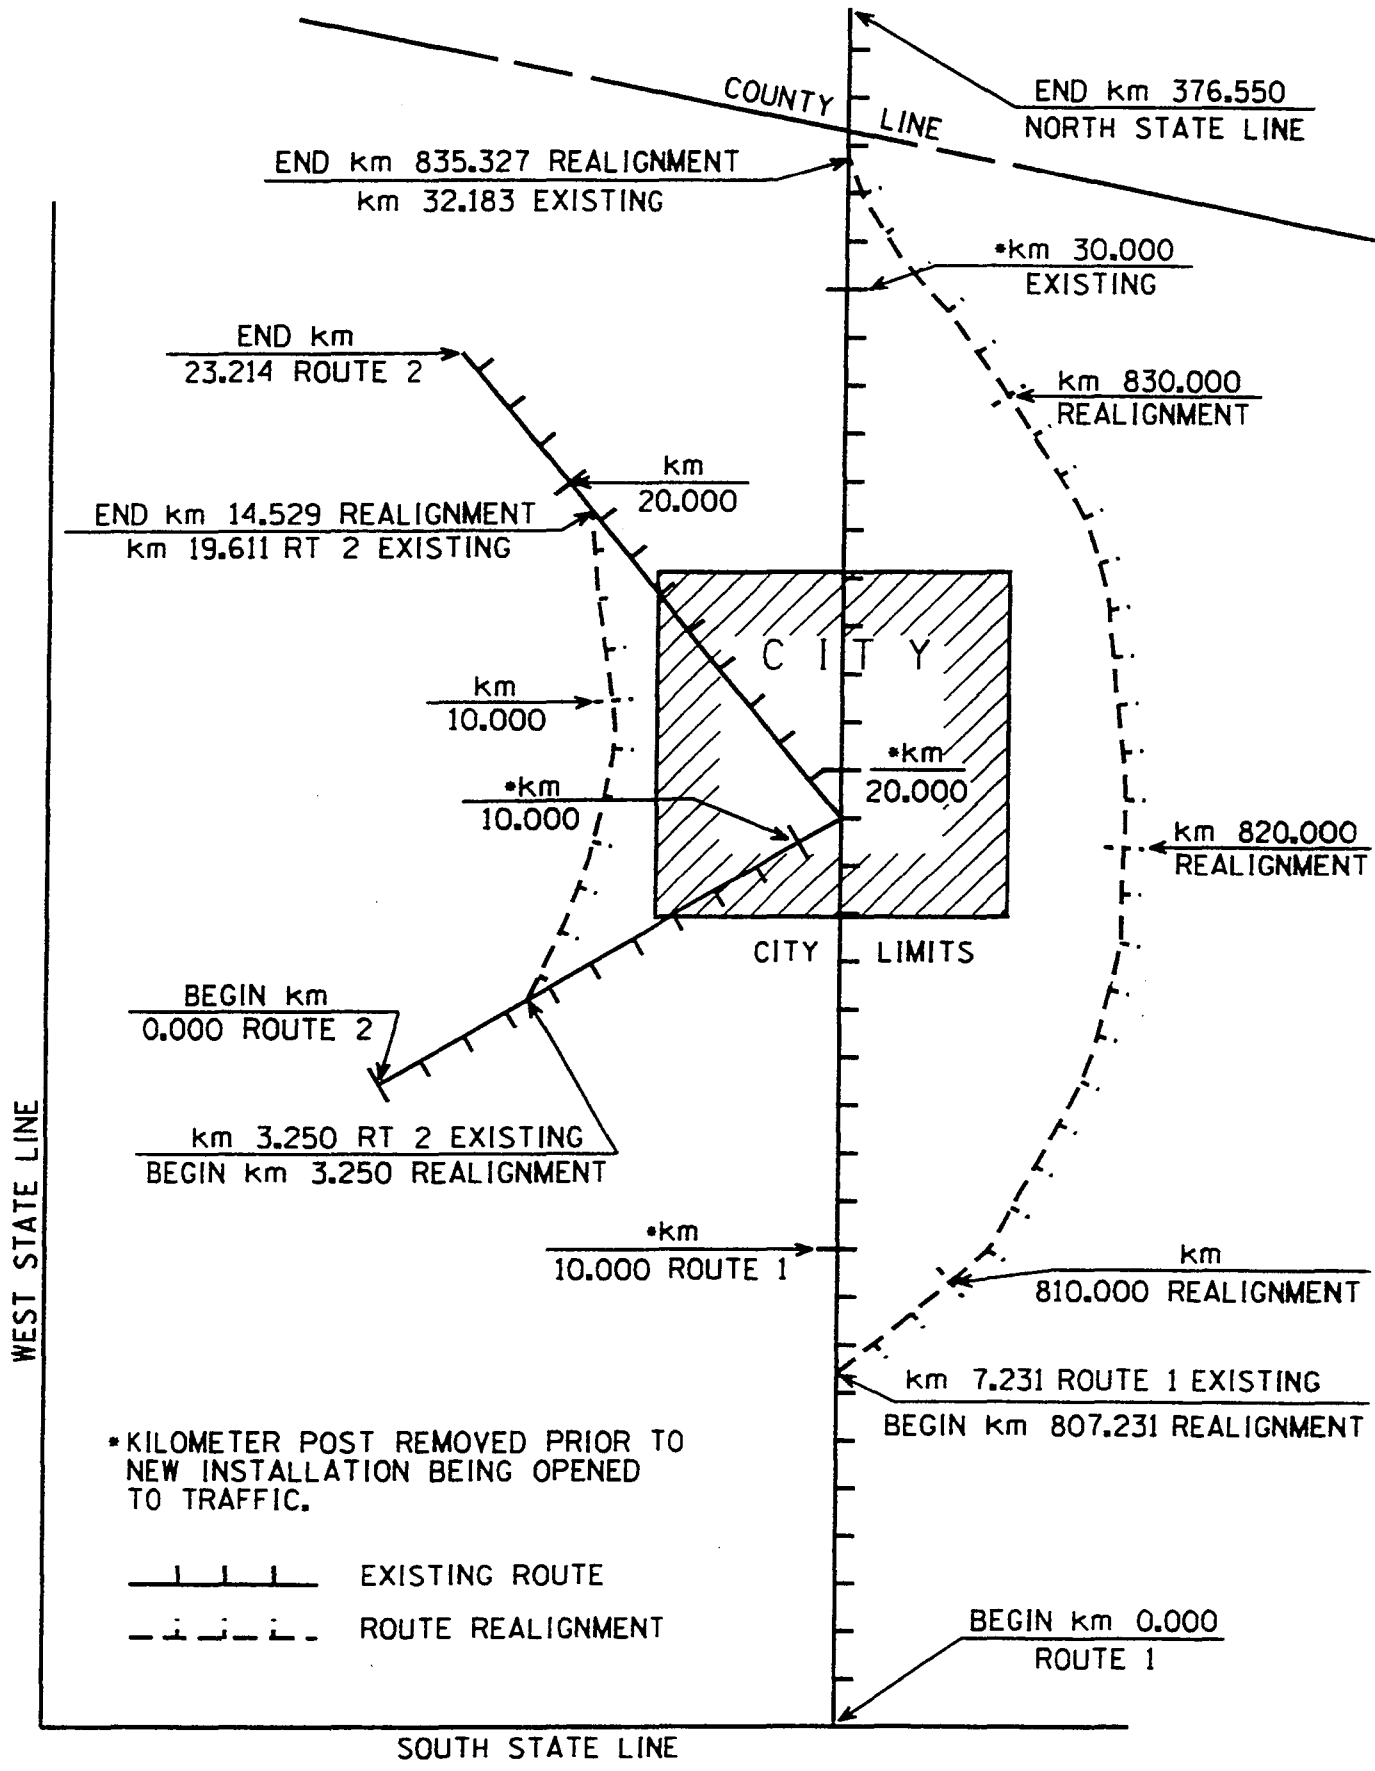 END km 376.550
NORTH STATE LINE
COUNTY LINE
END km 835.327 REALIGNMENT
km 32.183 EXISTING
*km 30.000
EXISTING
END km
23.214 ROUTE 2
km 830.000
REALIGNMENT
km
20.000
END km 14.529 REALIGNMENT
km 19.611 RT 2 EXISTING
CITY
km
10.000
*km
20.000
*km
10.000
km 820.000
REALIGNMENT
CITY LIMITS
BEGIN km
0.000 ROUTE 2
km 3.250 RT 2 EXISTING
BEGIN km 3.250 REALIGNMENT
WEST STATE LINE
*km
10.000 ROUTE 1
km
810.000 REALIGNMENT
km 7.231 ROUTE 1 EXISTING
BEGIN km 807.231 REALIGNMENT
*KILOMETER POST REMOVED PRIOR TO
NEW INSTALLATION BEING OPENED
TO TRAFFIC.
EXISTING ROUTE
ROUTE REALIGNMENT
BEGIN km 0.000
ROUTE 1
SOUTH STATE LINE